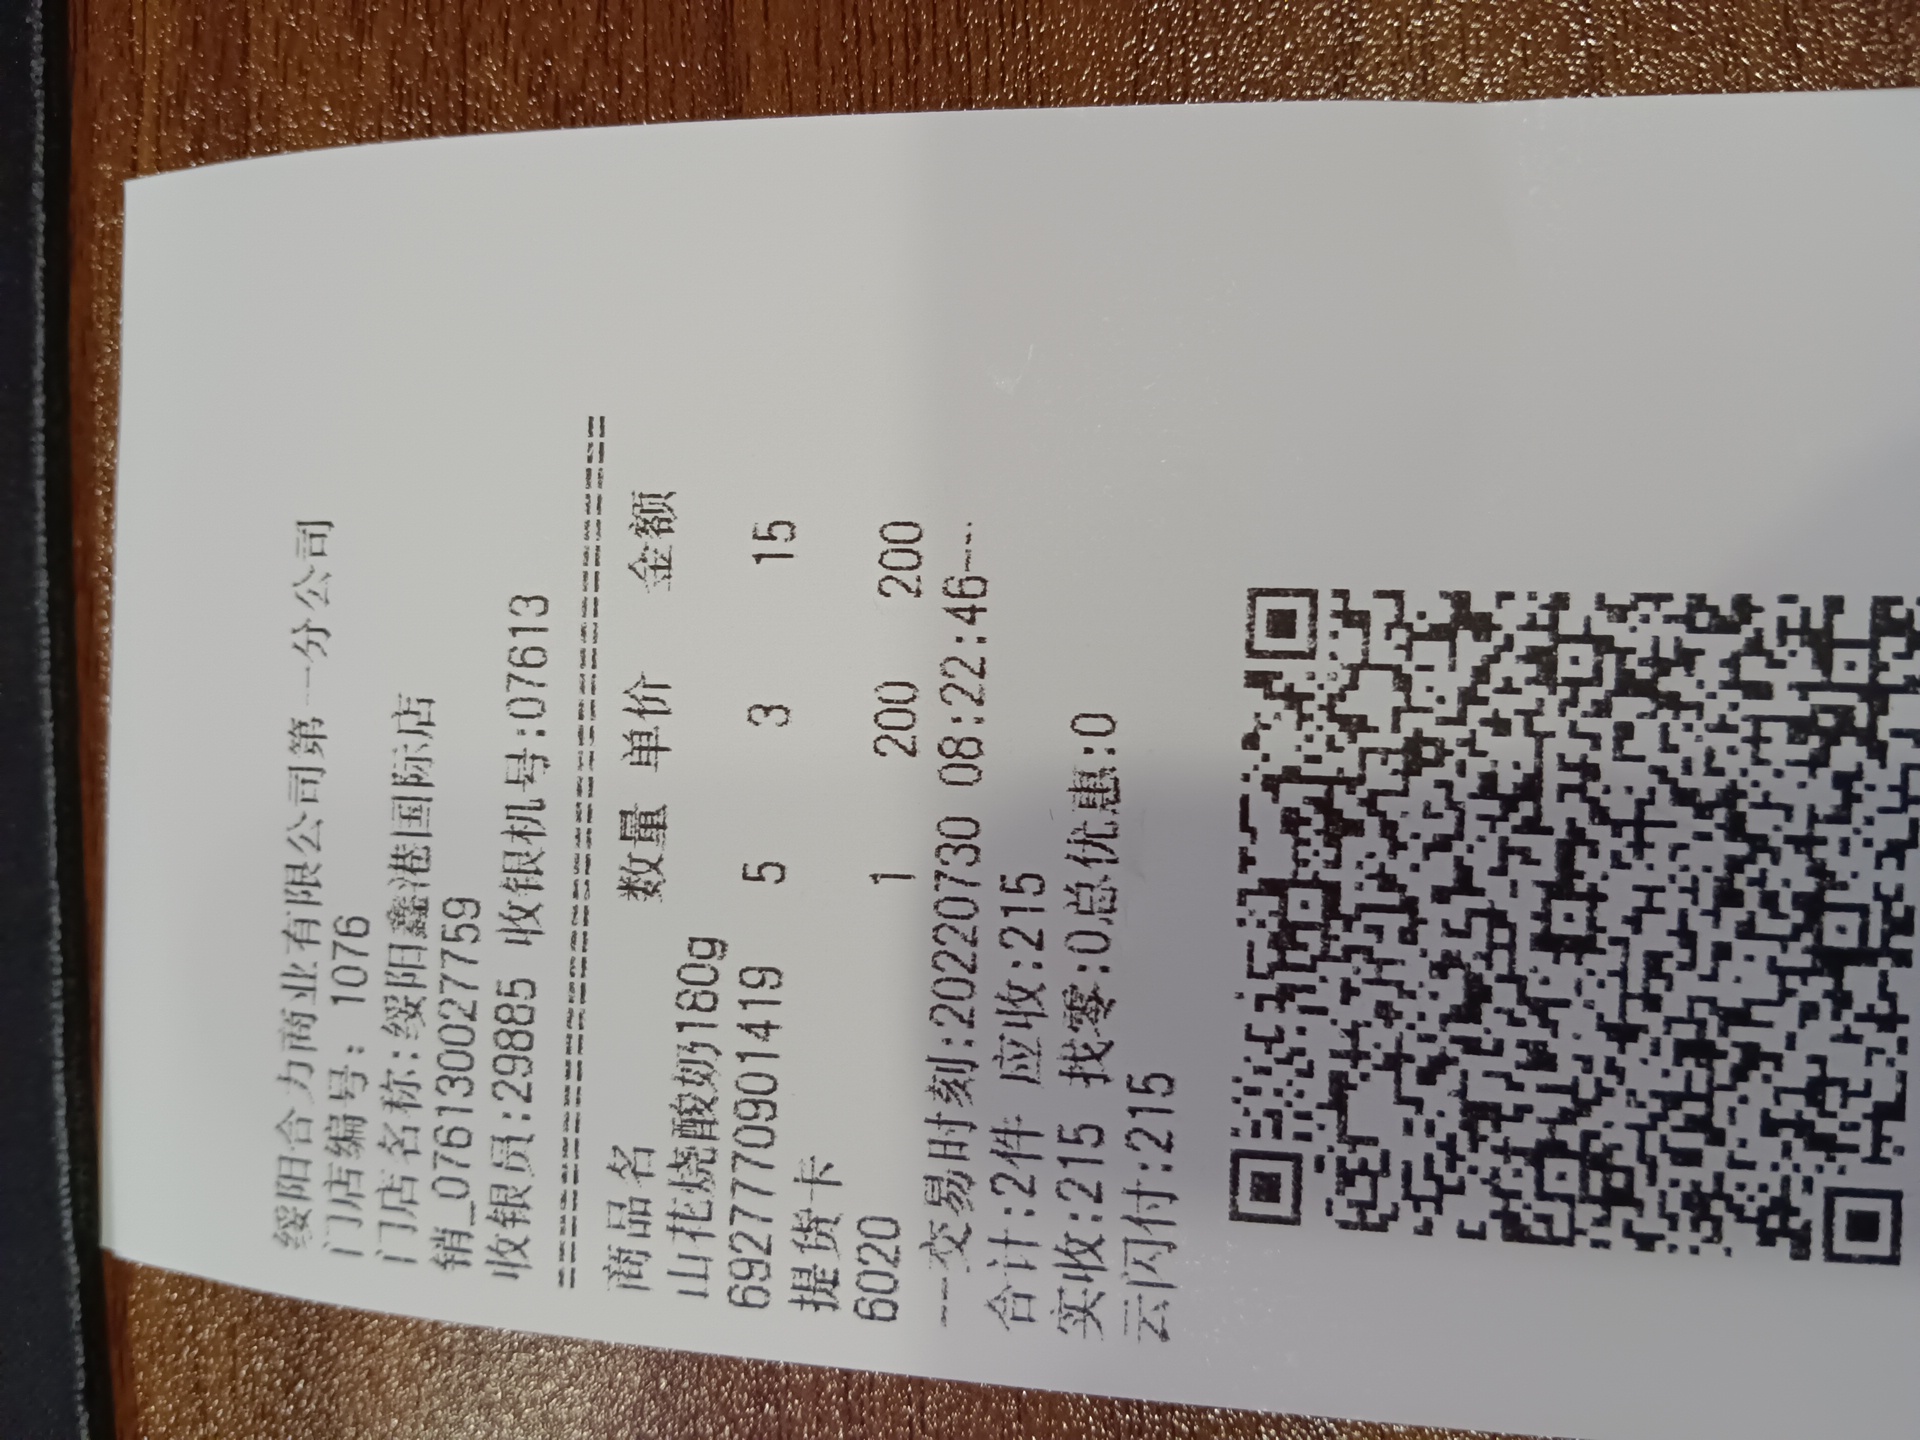 绥阳合力商业有限公司第一分公司
门店编号: 1076
门店名称:绥阳鑫港国际店
销_0761300277​59
收银员:29885 收银机号:07613
==================================================
商品名 数量 单价 金额
山花烧酸奶180g
6927770901419 5 3 15
提货卡
6020 1 200 200
---交易时刻:20220730 08:22:46---
合计:2件 应收:215
实收:215 找零:0总优惠:0
云闪付:215